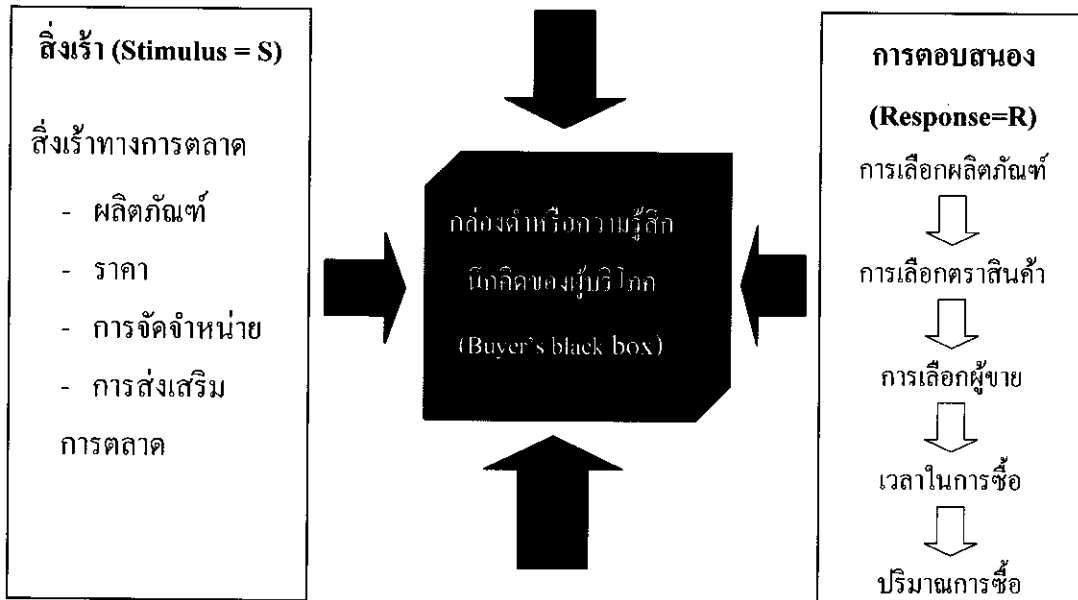 สิ่งเร้า (Stimulus = S)
สิ่งเร้าทางการตลาด
- ผลิตภัณฑ์
- ราคา
- การจัดจำหน่าย
- การส่งเสริม
การตลาด
กล่องดำหรือความรู้สึก
นึกคิดของผู้บริโภค
(Buyer's black box)
การตอบสนอง
(Response=R)
การเลือกผลิตภัณฑ์
การเลือกตราสินค้า
การเลือกผู้ขาย
เวลาในการซื้อ
ปริมาณการซื้อ